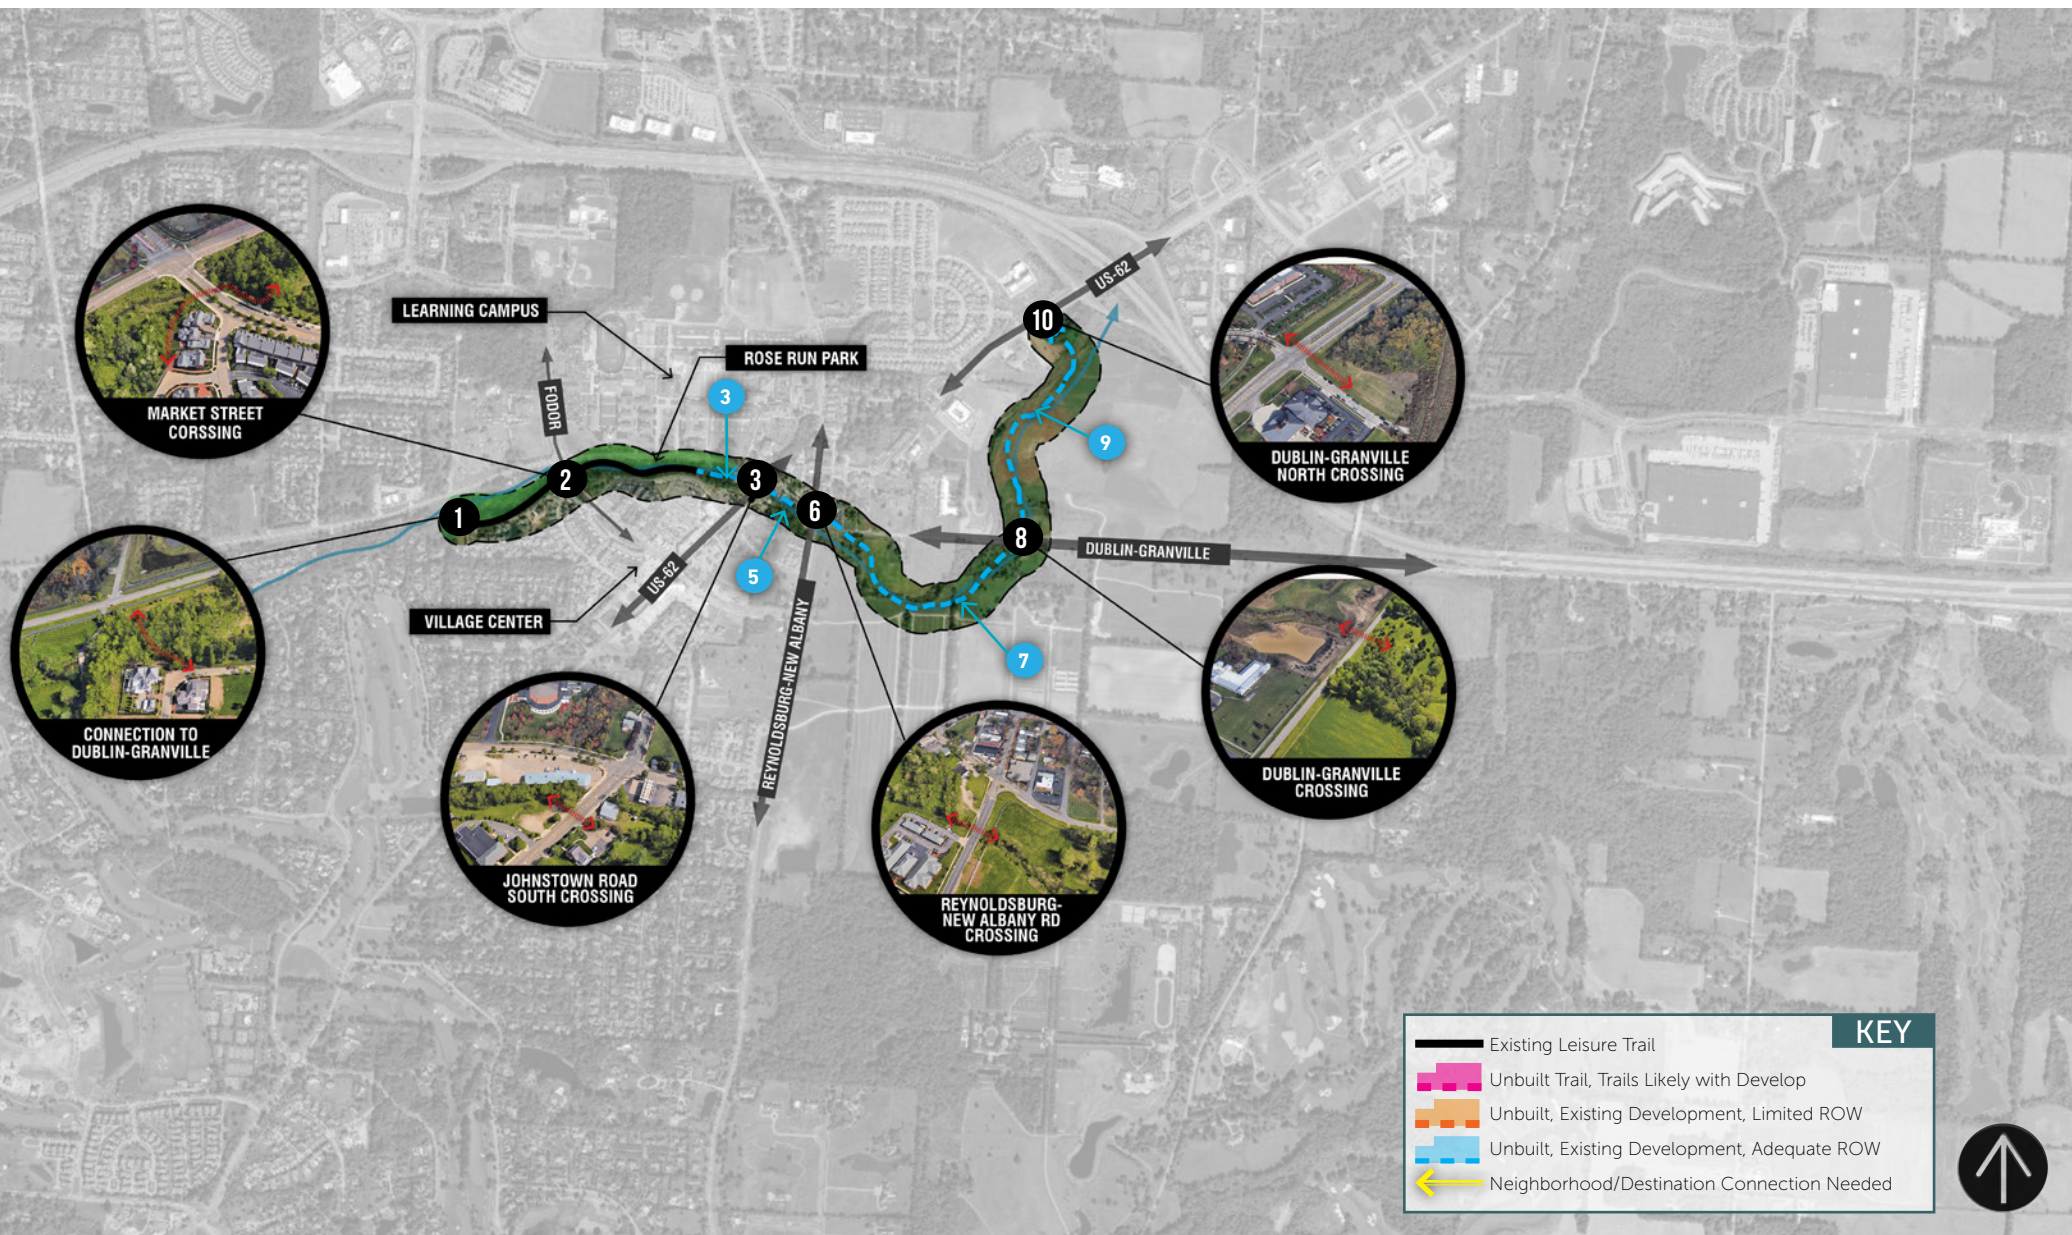 US-62
10
LEARNING CAMPUS
ROSE RUN PARK
FODOR
3
9
MARKET STREET
CORSSING
DUBLIN-GRANVILLE
NORTH CROSSING
1
2
3
6
8
DUBLIN-GRANVILLE
5
US-62
VILLAGE CENTER
7
REYNOLDSBURG-NEW ALBANY
CONNECTION TO
DUBLIN-GRANVILLE
DUBLIN-GRANVILLE
CROSSING
JOHNSTOWN ROAD
SOUTH CROSSING
REYNOLDSBURG-
NEW ALBANY RD
CROSSING
KEY
Existing Leisure Trail
Unbuilt Trail, Trails Likely with Develop
Unbuilt, Existing Development, Limited ROW
Unbuilt, Existing Development, Adequate ROW
Neighborhood/Destination Connection Needed